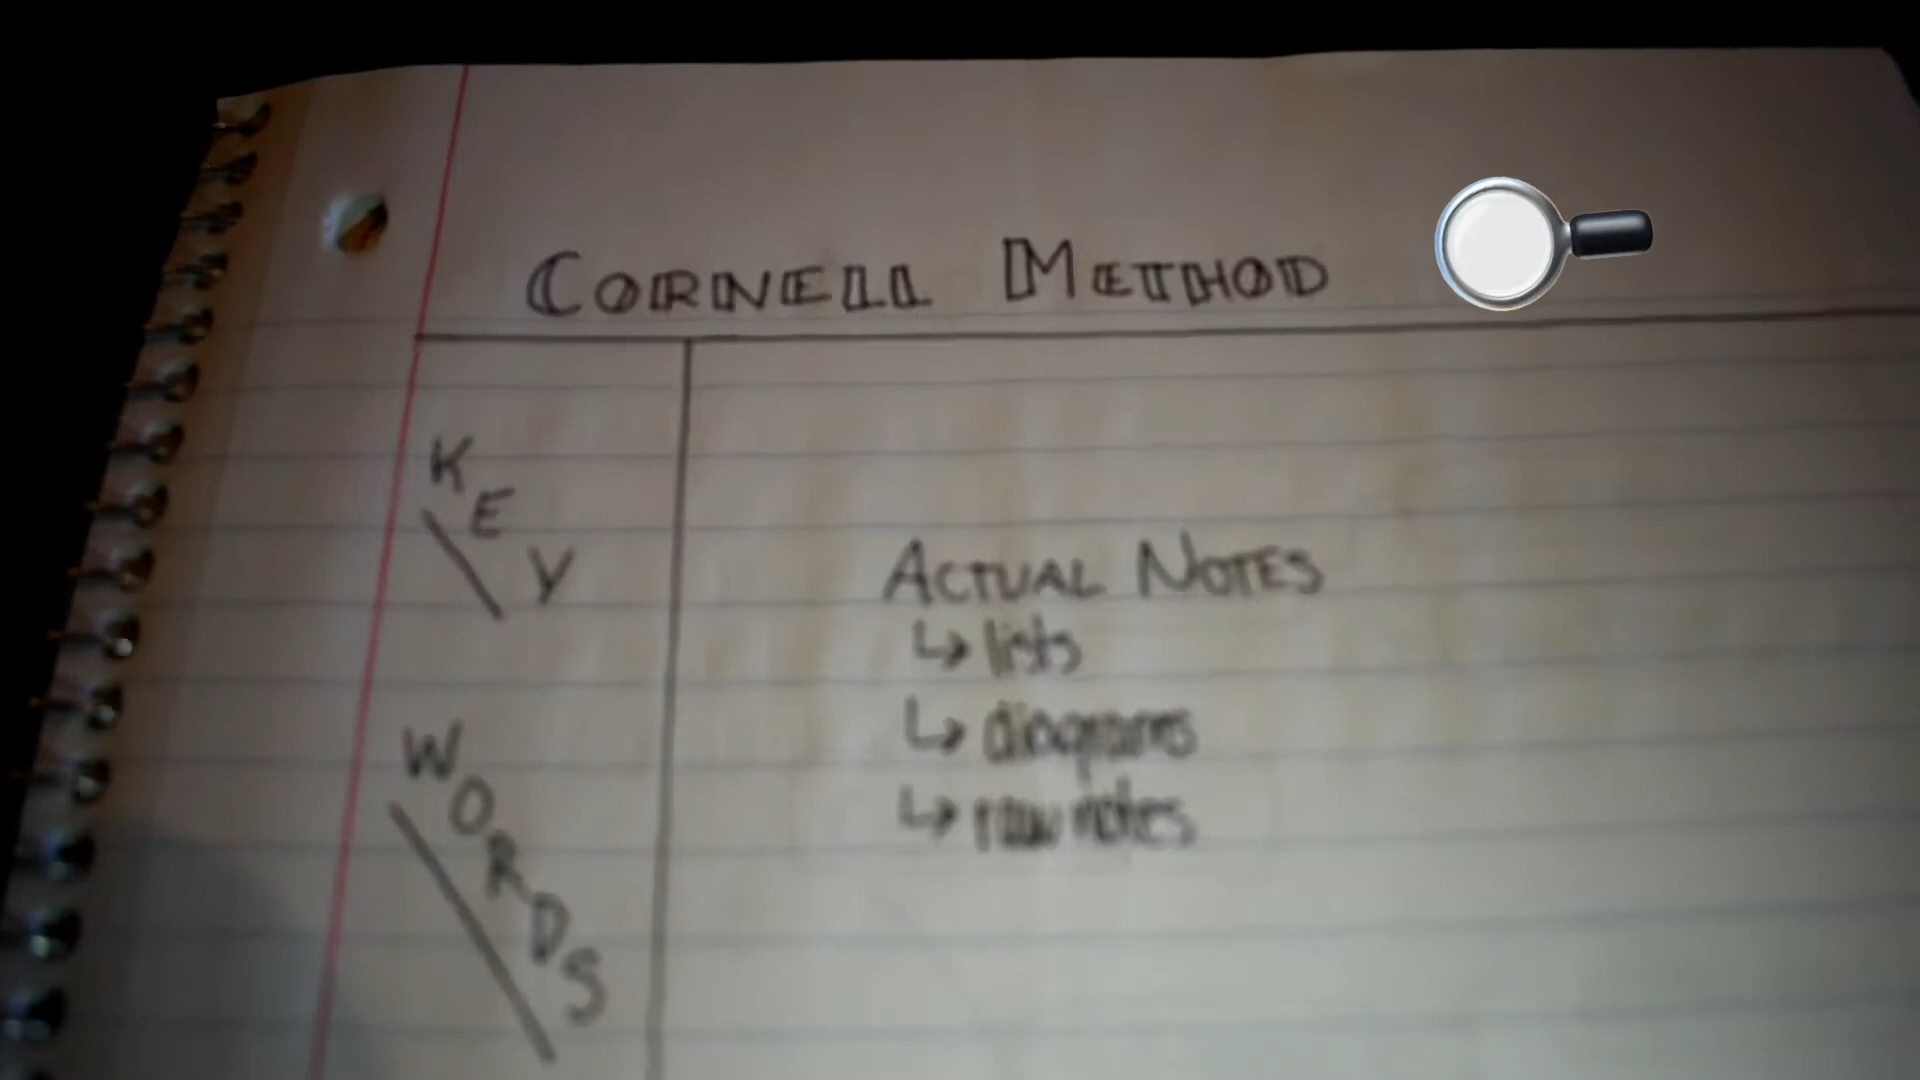 CORNELL METHOD
KEY
WORDS
ACTUAL NOTES
↳ lists
↳ diagrams
↳ raw notes